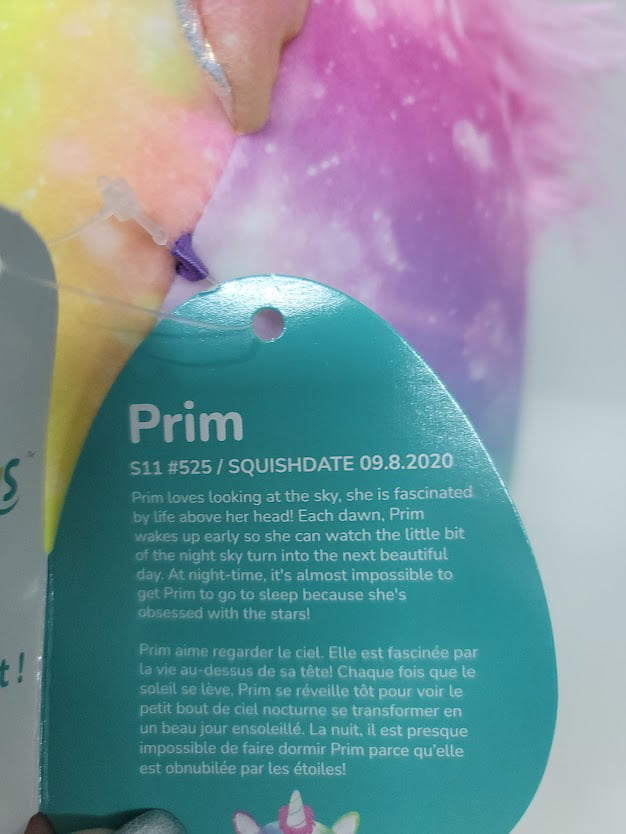 Prim
S11 #525 / SQUISHDATE 09.8.2020
Prim loves looking at the sky, she is fascinated
by life above her head! Each dawn, Prim
wakes up early so she can watch the little bit
of the night sky turn into the next beautiful
day. At night-time, it's almost impossible to
get Prim to go to sleep because she's
obsessed with the stars!
Prim aime regarder le ciel. Elle est fascinée par
la vie au-dessus de sa tête! Chaque fois que le
soleil se lève, Prim se réveille tôt pour voir le
petit bout de ciel nocturne se transformer en
un beau jour ensoleillé. La nuit, il est presque
impossible de faire dormir Prim parce qu'elle
est obnubilée par les étoiles!